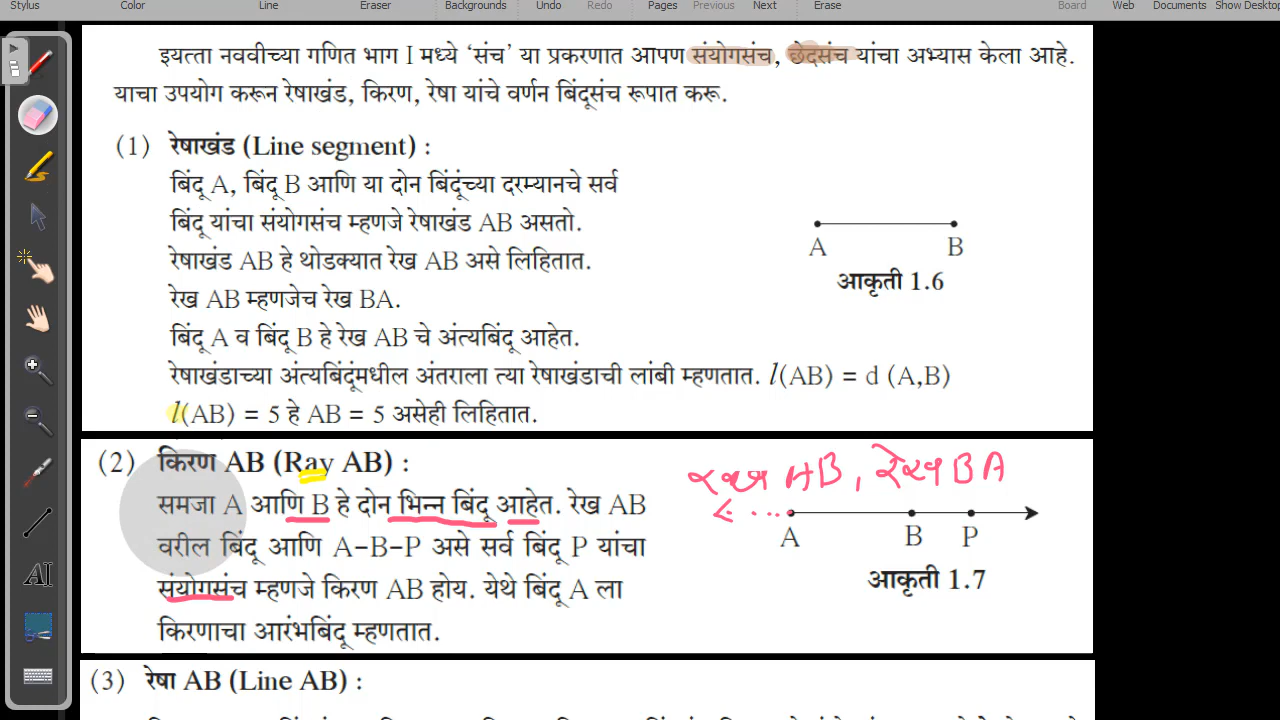 Stylus Color Line Eraser Backgrounds Undo Redo Pages Previous Next Erase Board Web Documents Show Desktop
इयत्ता नववीच्या गणित भाग I मध्ये ‘संच’ या प्रकरणात आपण संयोगसंच, छेदसंच यांचा अभ्यास केला आहे.
याचा उपयोग करून रेषाखंड, किरण, रेषा यांचे वर्णन बिंदूसंच रूपात करू.
(1) रेषाखंड (Line segment) :
बिंदू A, बिंदू B आणि या दोन बिंदूंच्या दरम्यानचे सर्व
बिंदू यांचा संयोगसंच म्हणजे रेषाखंड AB असतो.
रेषाखंड AB हे थोडक्यात रेख AB असे लिहितात.
रेख AB म्हणजेच रेख BA.
A B
आकृती 1.6
बिंदू A व बिंदू B हे रेख AB चे अंत्यबिंदू आहेत.
रेषाखंडाच्या अंत्यबिंदूंमधील अंतराला त्या रेषाखंडाची लांबी म्हणतात. l(AB) = d (A,B)
l(AB) = 5 हे AB = 5 असेही लिहितात.
(2) किरण AB (Ray AB) :
समजा A आणि B हे दोन भिन्न बिंदू आहेत. रेख AB
वरील बिंदू आणि A-B-P असे सर्व बिंदू P यांचा
संयोगसंच म्हणजे किरण AB होय. येथे बिंदू A ला
किरणाचा आरंभबिंदू म्हणतात.
AB, रेख BA
A B P
आकृती 1.7
(3) रेषा AB (Line AB) :
AI